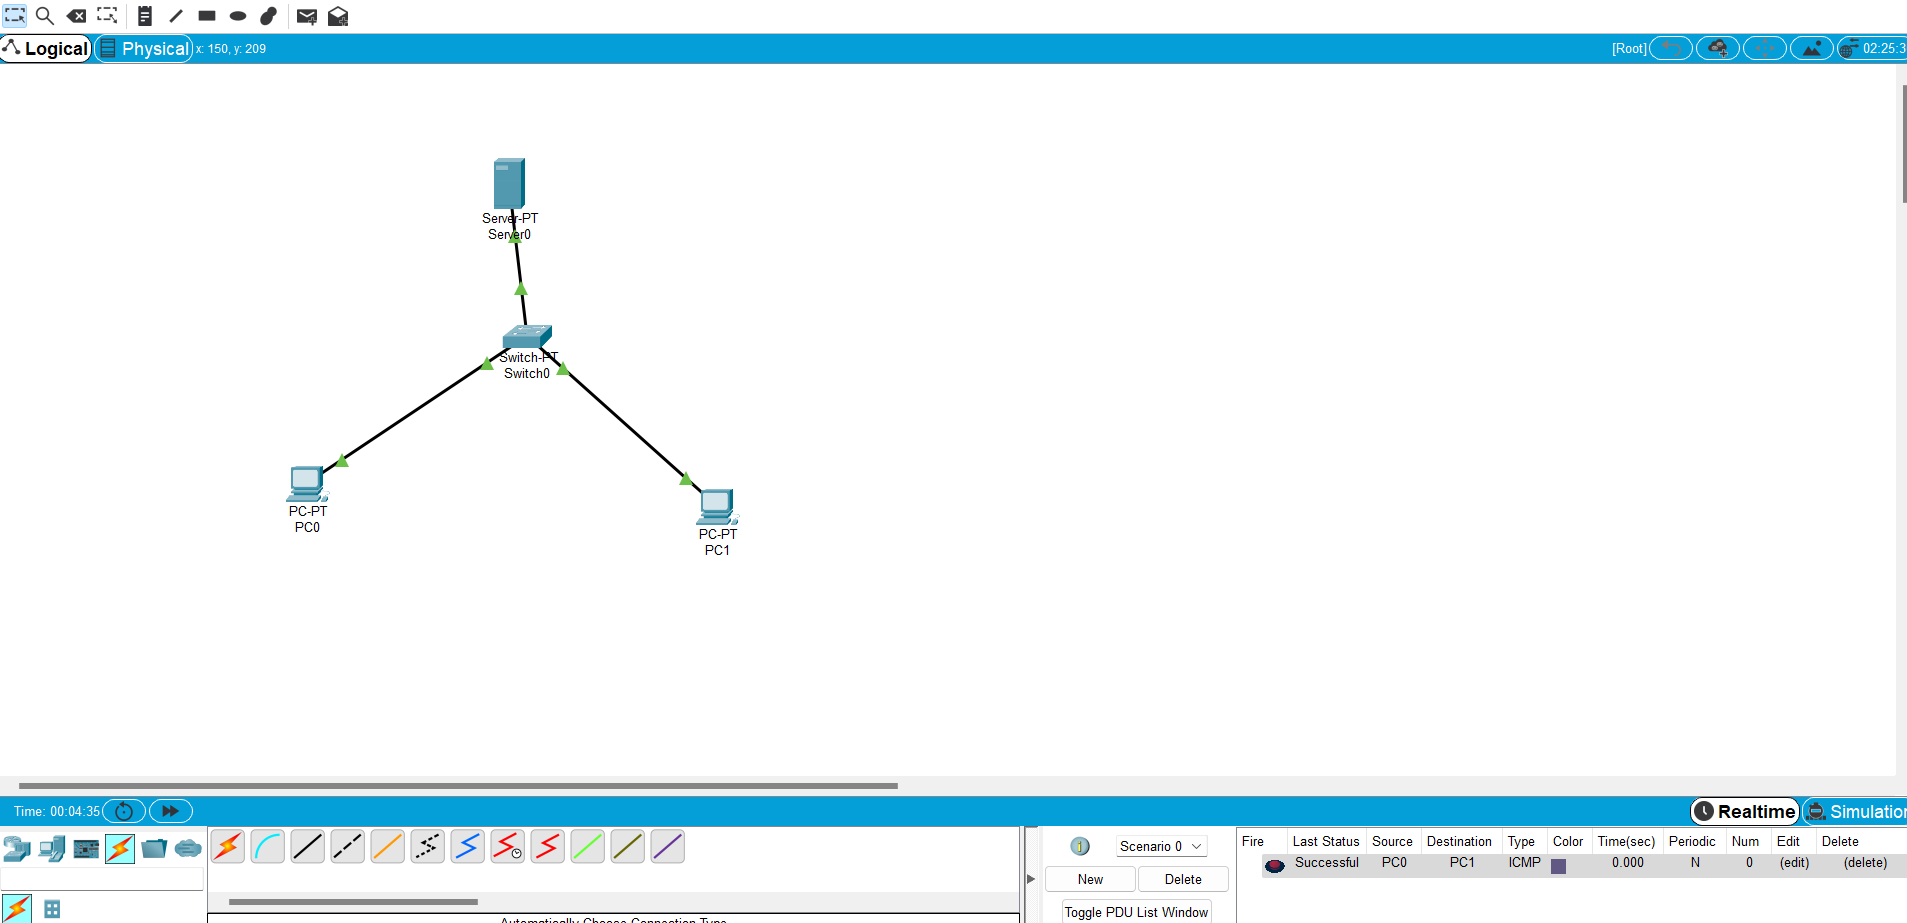 Logical Physical x: 150, y: 209 [Root] 02:25:3
Server-PT
Server0
Switch-PT
Switch0
PC-PT
PC0
PC-PT
PC1
Time: 00:04:35 Realtime Simulation
Scenario 0
New Delete
Toggle PDU List Window
Fire Last Status Source Destination Type Color Time(sec) Periodic Num Edit Delete
Successful PC0 PC1 ICMP 0.000 N 0 (edit) (delete)
Automatically Choose Connection Type